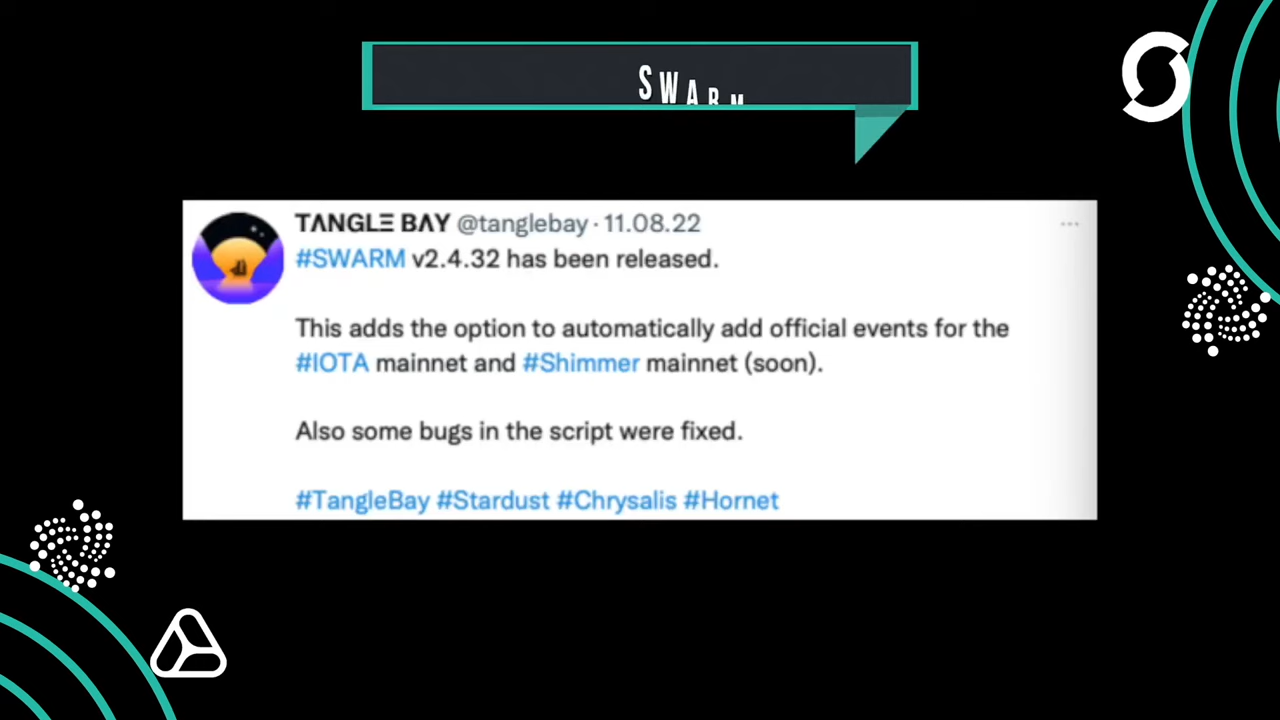 SWARM
TANGLE BAY @tanglebay · 11.08.22
#SWARM v2.4.32 has been released.
This adds the option to automatically add official events for the
#IOTA mainnet and #Shimmer mainnet (soon).
Also some bugs in the script were fixed.
#TangleBay #Stardust #Chrysalis #Hornet